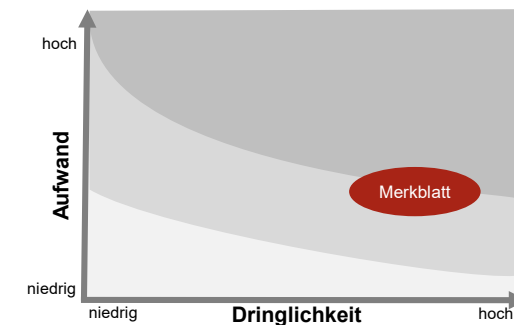 hoch
Aufwand
Merkblatt
niedrig
niedrig
Dringlichkeit
hoch